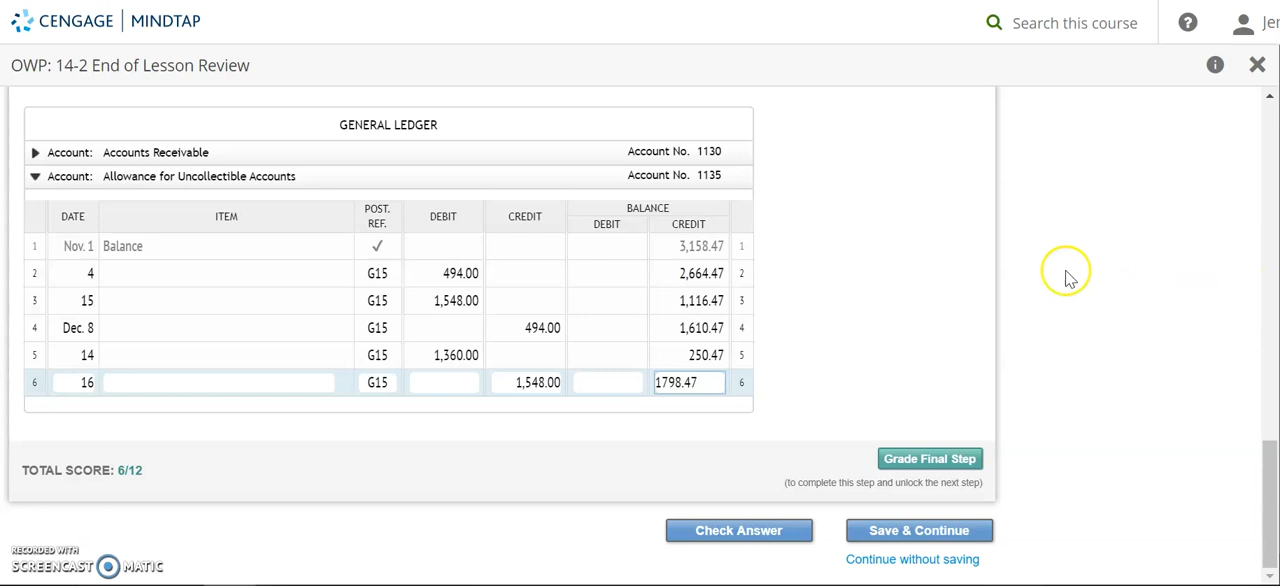 CENGAGE MINDTAP Search this course ? Jer
OWP: 14-2 End of Lesson Review
GENERAL LEDGER
Account: Accounts Receivable Account No. 1130
Account: Allowance for Uncollectible Accounts Account No. 1135
DATE ITEM POST. REF. DEBIT CREDIT BALANCE DEBIT CREDIT
1 Nov. 1 Balance ✓ 3,158.47 1
2 4 G15 494.00 2,664.47 2
3 15 G15 1,548.00 1,116.47 3
4 Dec. 8 G15 494.00 1,610.47 4
5 14 G15 1,360.00 250.47 5
6 16 G15 1,548.00 1798.47 6
TOTAL SCORE: 6/12 Grade Final Step
(to complete this step and unlock the next step)
Check Answer Save & Continue
Continue without saving
RECORDED WITH
SCREENCAST MATIC